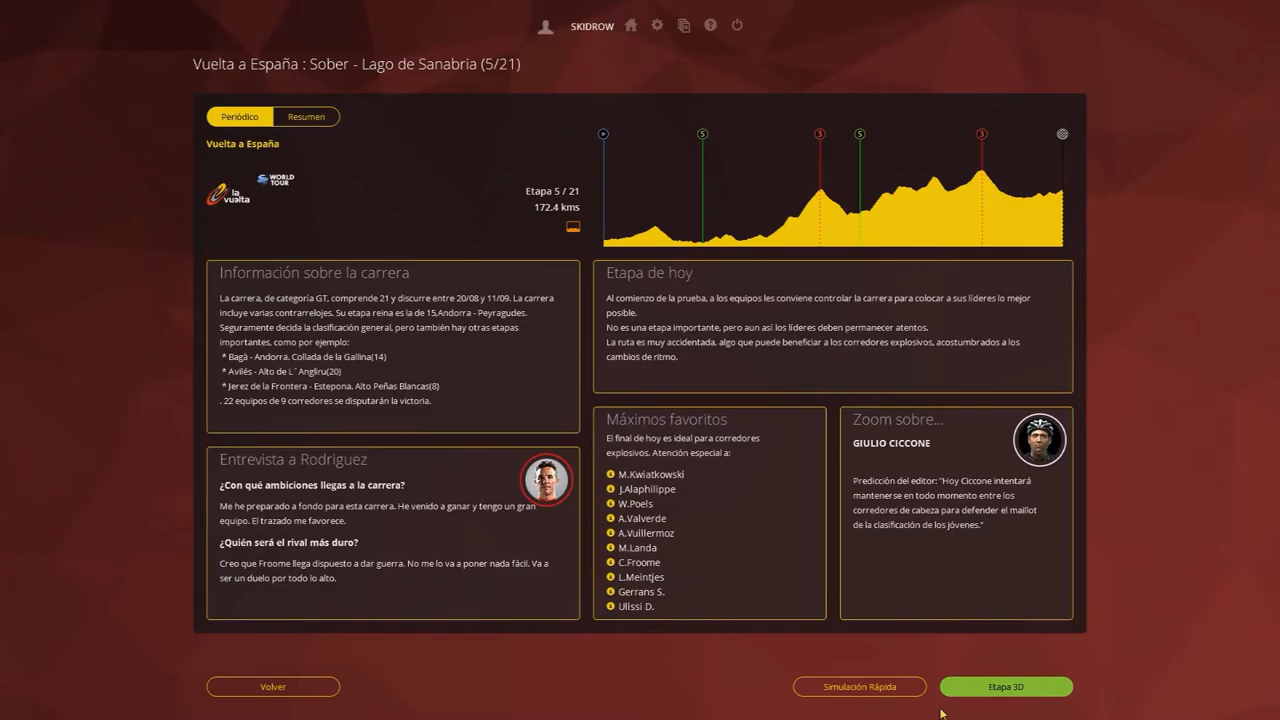 SKIDROW
Vuelta a España : Sober - Lago de Sanabria (5/21)
Periódico
Resumen
Vuelta a España
la vuelta
WORLD TOUR
Etapa 5 / 21
172.4 kms
S
3
S
3
Información sobre la carrera
La carrera, de categoría GT, comprende 21 y discurre entre 20/08 y 11/09. La carrera
incluye varias contrarrelojes. Su etapa reina es la de 15,Andorra - Peyragudes.
Seguramente decida la clasificación general, pero también hay otras etapas
importantes, como por ejemplo:
* Bagà - Andorra. Collada de la Gallina(14)
* Avilés - Alto de L´Angliru(20)
* Jerez de la Frontera - Estepona. Alto Peñas Blancas(8)
. 22 equipos de 9 corredores se disputarán la victoria.
Etapa de hoy
Al comienzo de la prueba, a los equipos les conviene controlar la carrera para colocar a sus líderes lo mejor
posible.
No es una etapa importante, pero aun así los líderes deben permanecer atentos.
La ruta es muy accidentada, algo que puede beneficiar a los corredores explosivos, acostumbrados a los
cambios de ritmo.
Entrevista a Rodriguez
¿Con qué ambiciones llegas a la carrera?
Me he preparado a fondo para esta carrera. He venido a ganar y tengo un gran
equipo. El trazado me favorece.
¿Quién será el rival más duro?
Creo que Froome llega dispuesto a dar guerra. No me lo va a poner nada fácil. Va a
ser un duelo por todo lo alto.
Máximos favoritos
El final de hoy es ideal para corredores
explosivos. Atención especial a:
M.Kwiatkowski
J.Alaphilippe
W.Poels
A.Valverde
A.Vuillermoz
M.Landa
C.Froome
L.Meintjes
Gerrans S.
Ulissi D.
Zoom sobre...
GIULIO CICCONE
Predicción del editor: "Hoy Ciccone intentará
mantenerse en todo momento entre los
corredores de cabeza para defender el maillot
de la clasificación de los jóvenes."
Volver
Simulación Rápida
Etapa 3D